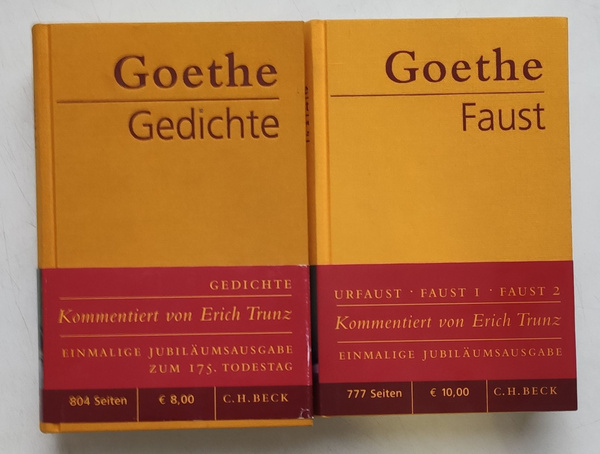 Goethe
Gedichte
GEDICHTE
Kommentiert von Erich Trunz
EINMALIGE JUBILÄUMSAUSGABE
ZUM 175. TODESTAG
804 Seiten
€ 8,00
C.H.BECK
Goethe
Faust
URFAUST · FAUST 1 · FAUST 2
Kommentiert von Erich Trunz
EINMALIGE JUBILÄUMSAUSGABE
777 Seiten
€ 10,00
C.H.BECK